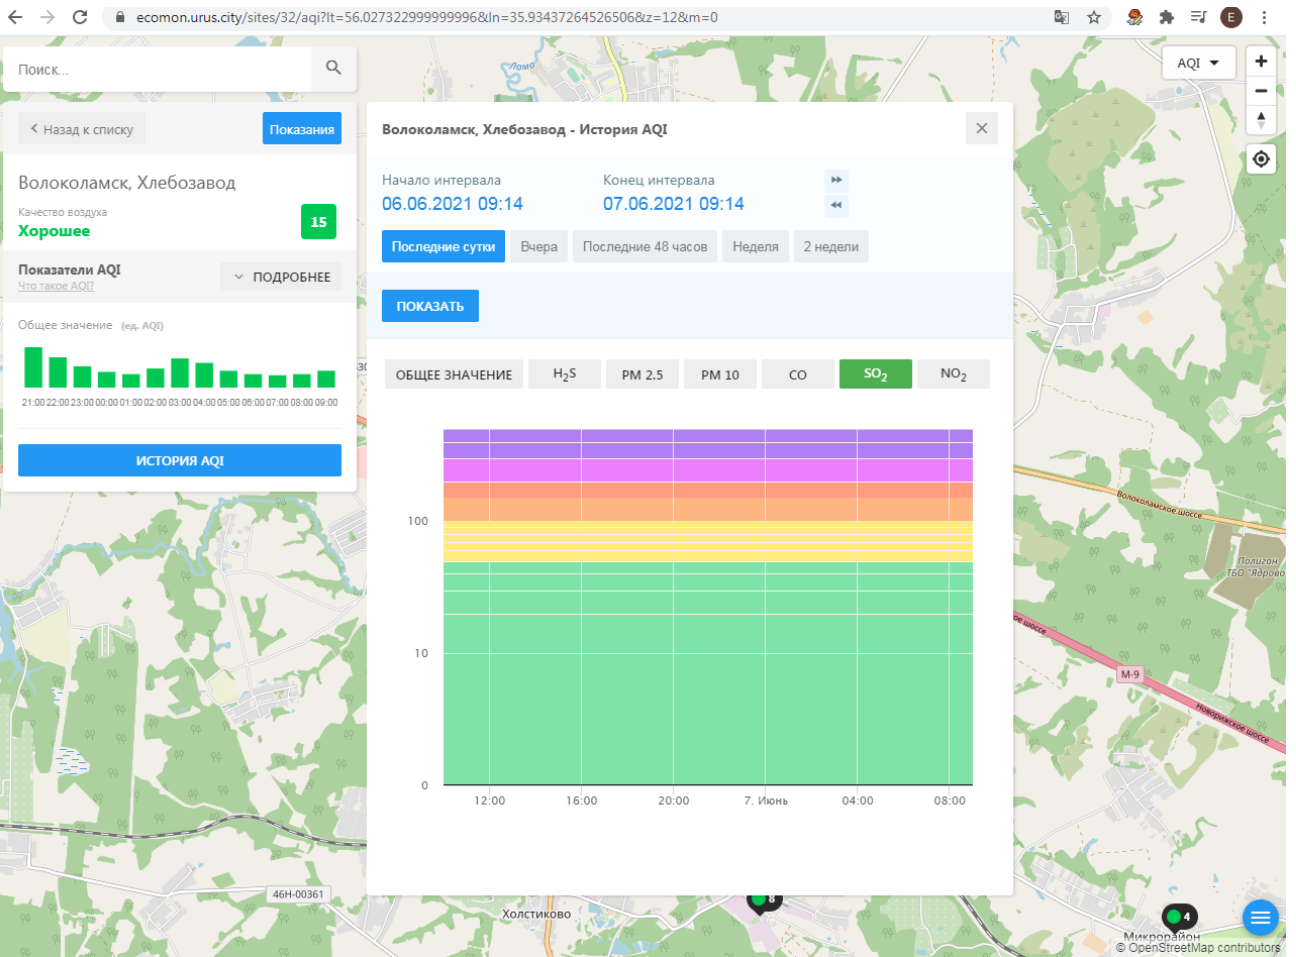 ecomon.urus.city/sites/32/aqi?lt=56.027322999999996&ln=35.93437264526506&z=12&m=0
E
Поиск...
AQI
Лама
Назад к списку
Показания
Волоколамск, Хлебозавод
Качество воздуха
Хорошее
15
Показатели AQI
Что такое AQI?
ПОДРОБНЕЕ
Общее значение (ед. AQI)
21:00 22:00 23:00 00:00 01:00 02:00 03:00 04:00 05:00 06:00 07:00 08:00 09:00
ИСТОРИЯ AQI
Волоколамск, Хлебозавод - История AQI
Начало интервала
Конец интервала
06.06.2021 09:14
07.06.2021 09:14
Последние сутки
Вчера
Последние 48 часов
Неделя
2 недели
ПОКАЗАТЬ
ОБЩЕЕ ЗНАЧЕНИЕ
H₂S
PM 2.5
PM 10
CO
SO₂
NO₂
100
10
0
12:00
16:00
20:00
7. Июнь
04:00
08:00
Волоколамское шоссе
Полигон
ТБО "Ядрово
ое шоссе
М-9
Новорижское шоссе
46Н-00361
Холстиково
8
4
Микрорайон
© OpenStreetMap contributors